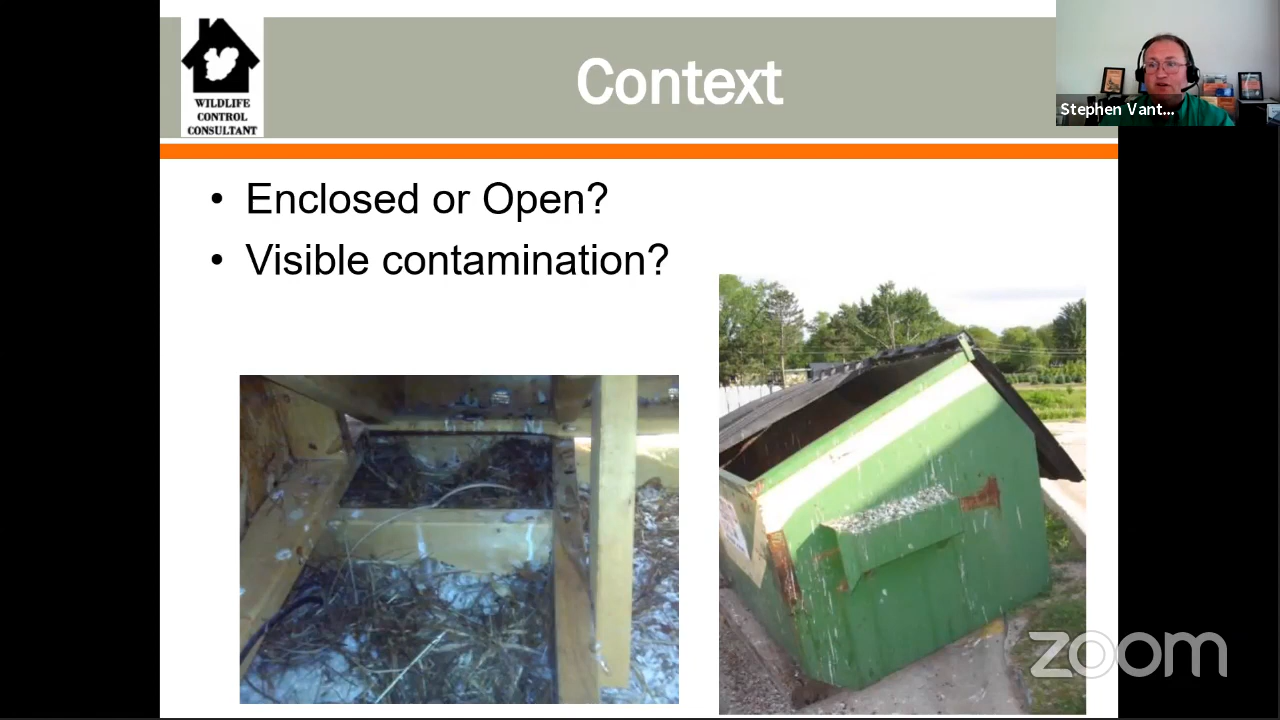 WILDLIFE
CONTROL
CONSULTANT
Context
Stephen Vant...
• Enclosed or Open?
• Visible contamination?
zoom